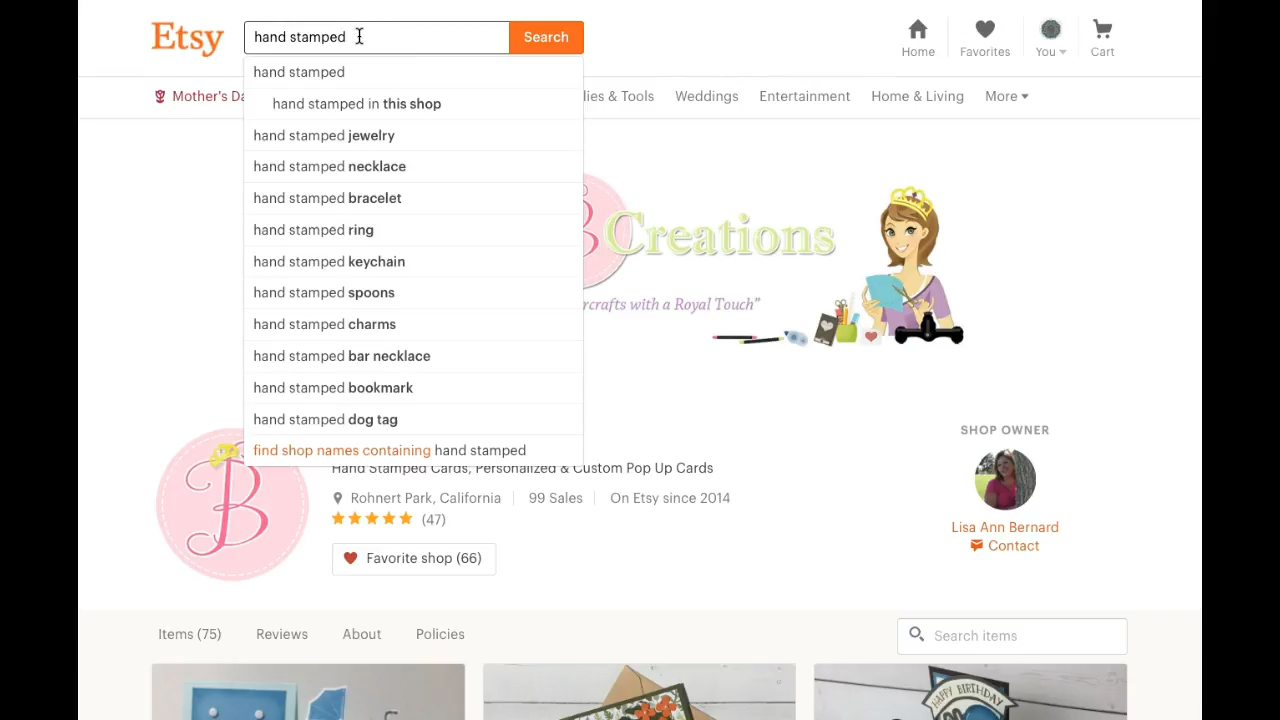 Etsy
hand stamped
Search
Home
Favorites
You
Cart
Mother's Da
lies & Tools
Weddings
Entertainment
Home & Living
More
hand stamped
hand stamped in this shop
hand stamped jewelry
hand stamped necklace
hand stamped bracelet
hand stamped ring
hand stamped keychain
hand stamped spoons
hand stamped charms
hand stamped bar necklace
hand stamped bookmark
hand stamped dog tag
find shop names containing hand stamped
B Creations
rcrafts with a Royal Touch"
B
Hand Stamped Cards, Personalized & Custom Pop Up Cards
Rohnert Park, California
99 Sales
On Etsy since 2014
(47)
Favorite shop (66)
SHOP OWNER
Lisa Ann Bernard
Contact
Items (75)
Reviews
About
Policies
Search items
HAPPY BIRTHDAY